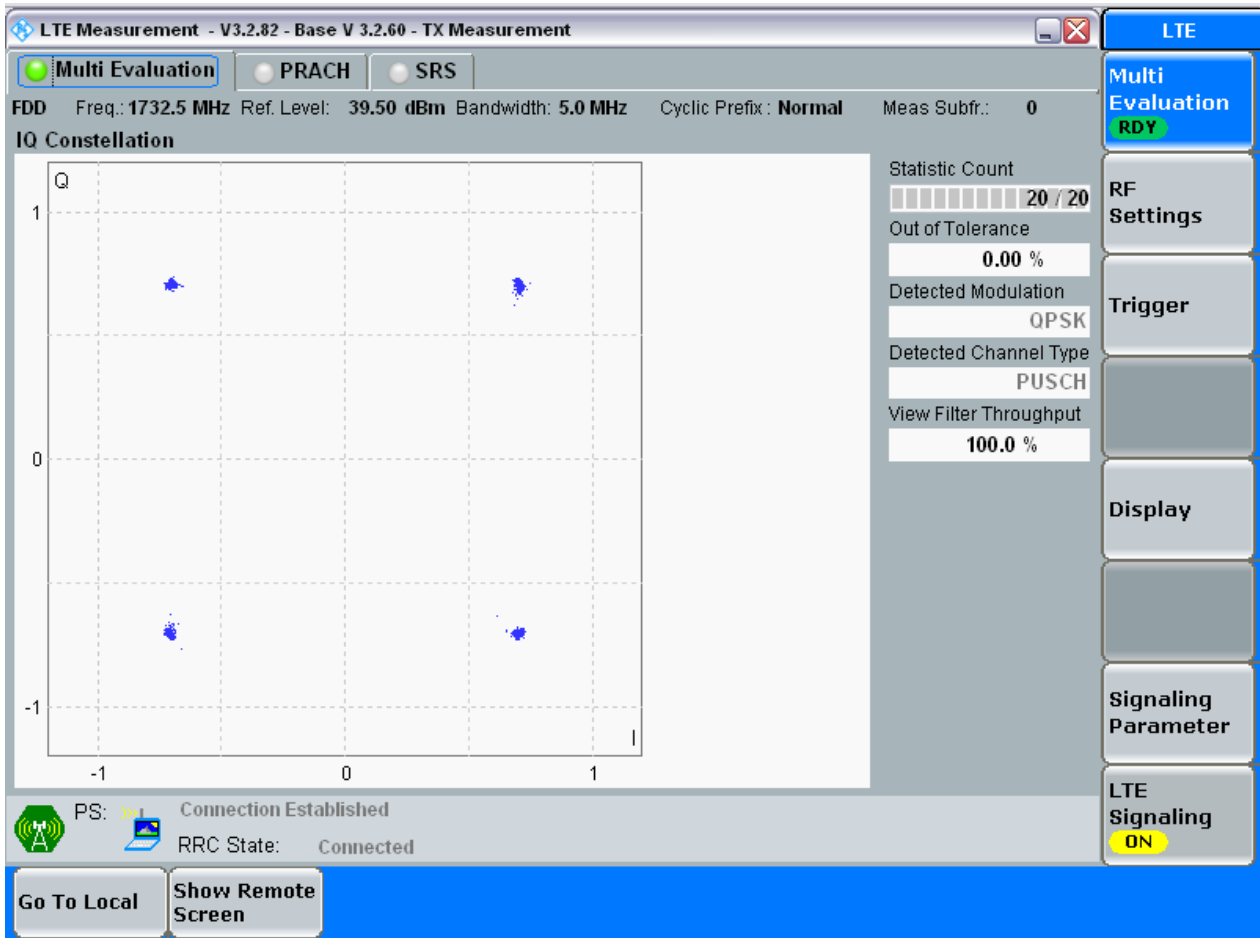 LTE Measurement - V3.2.82 - Base V 3.2.60 - TX Measurement
LTE
Multi Evaluation
PRACH
SRS
Multi
Evaluation
RDY
FDD Freq.: 1732.5 MHz Ref. Level: 39.50 dBm Bandwidth: 5.0 MHz Cyclic Prefix : Normal Meas Subfr.: 0
IQ Constellation
Q
1
0
-1
I
-1 0 1
Statistic Count
20 / 20
Out of Tolerance
0.00 %
Detected Modulation
QPSK
Detected Channel Type
PUSCH
View Filter Throughput
100.0 %
RF
Settings
Trigger
Display
Signaling
Parameter
LTE
Signaling
ON
PS: Connection Established
RRC State: Connected
Go To Local
Show Remote
Screen